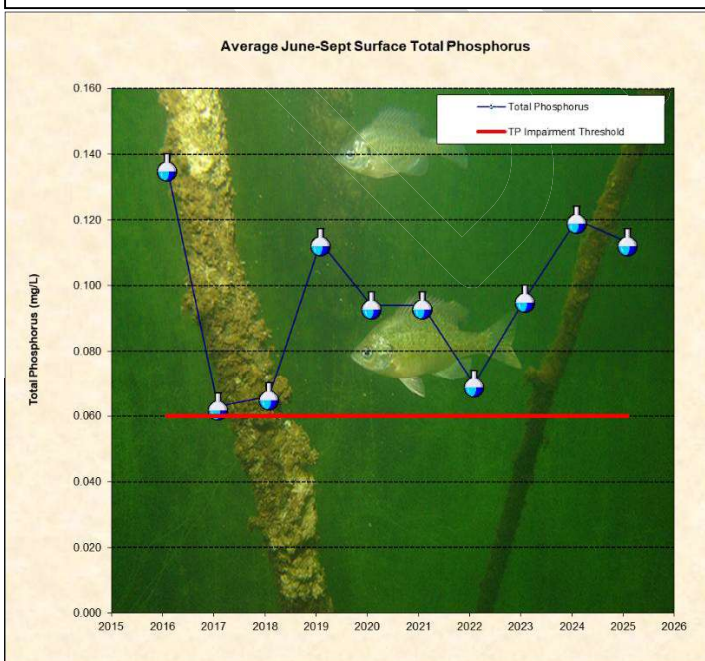 Average June-Sept Surface Total Phosphorus
Total Phosphorus
TP Impairment Threshold
Total Phosphorus (mg/L)
0.160
0.140
0.120
0.100
0.080
0.060
0.040
0.020
0.000
2015 2016 2017 2018 2019 2020 2021 2022 2023 2024 2025 2026